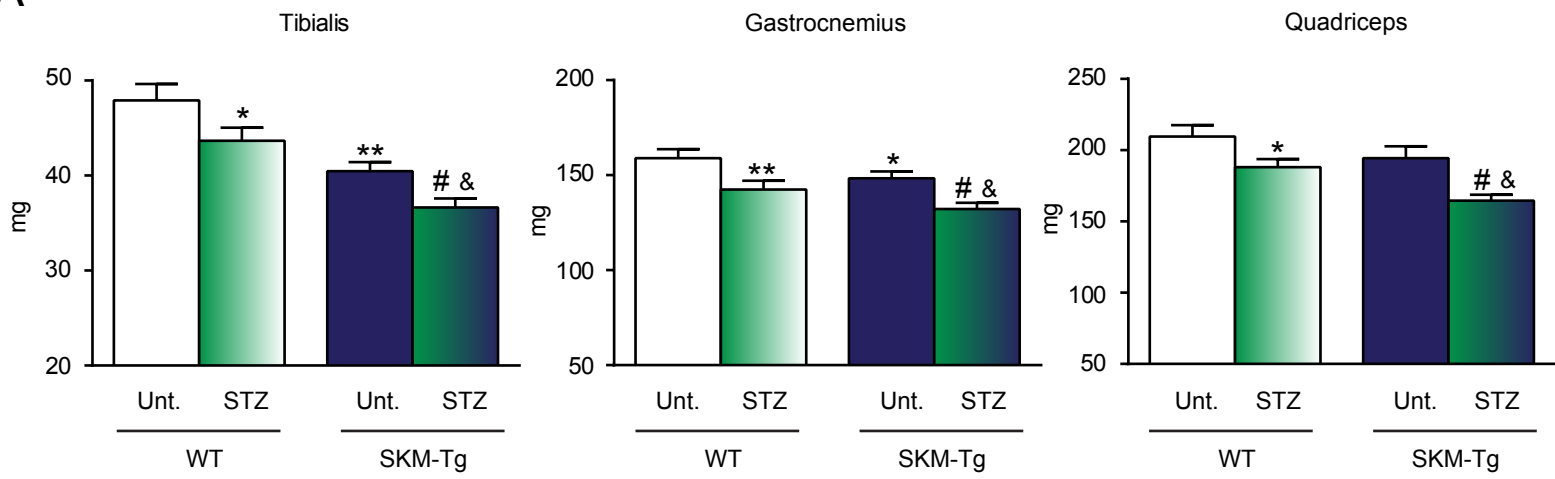 Tibialis
50
40
30
20
mg
*
**
# &
Unt. STZ Unt. STZ
WT SKM-Tg
Gastrocnemius
200
150
100
50
mg
**
*
# &
Unt. STZ Unt. STZ
WT SKM-Tg
Quadriceps
250
200
150
100
50
mg
*
# &
Unt. STZ Unt. STZ
WT SKM-Tg